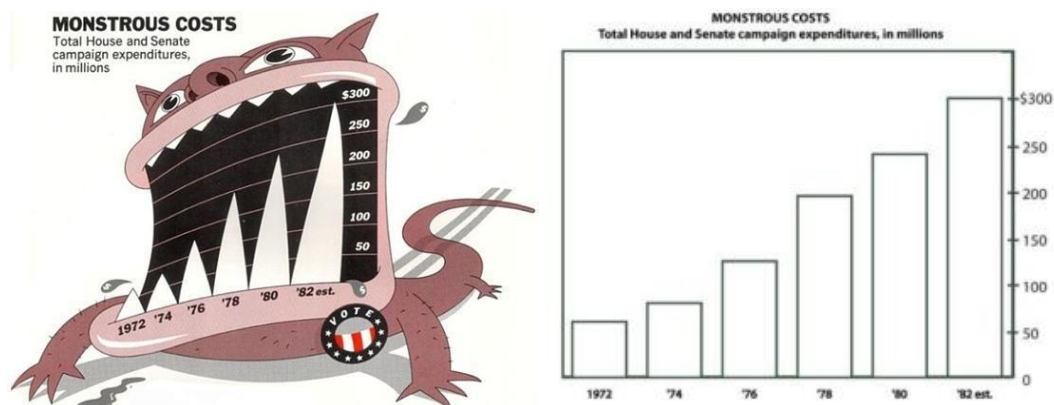 MONSTROUS COSTS
Total House and Senate
campaign expenditures,
in millions
$300
250
200
150
100
50
1972 '74 '76 '78 '80 '82 est.
$
$
$
VOTE
MONSTROUS COSTS
Total House and Senate campaign expenditures, in millions
$300
250
200
150
100
50
0
1972 '74 '76 '78 '80 '82 est.